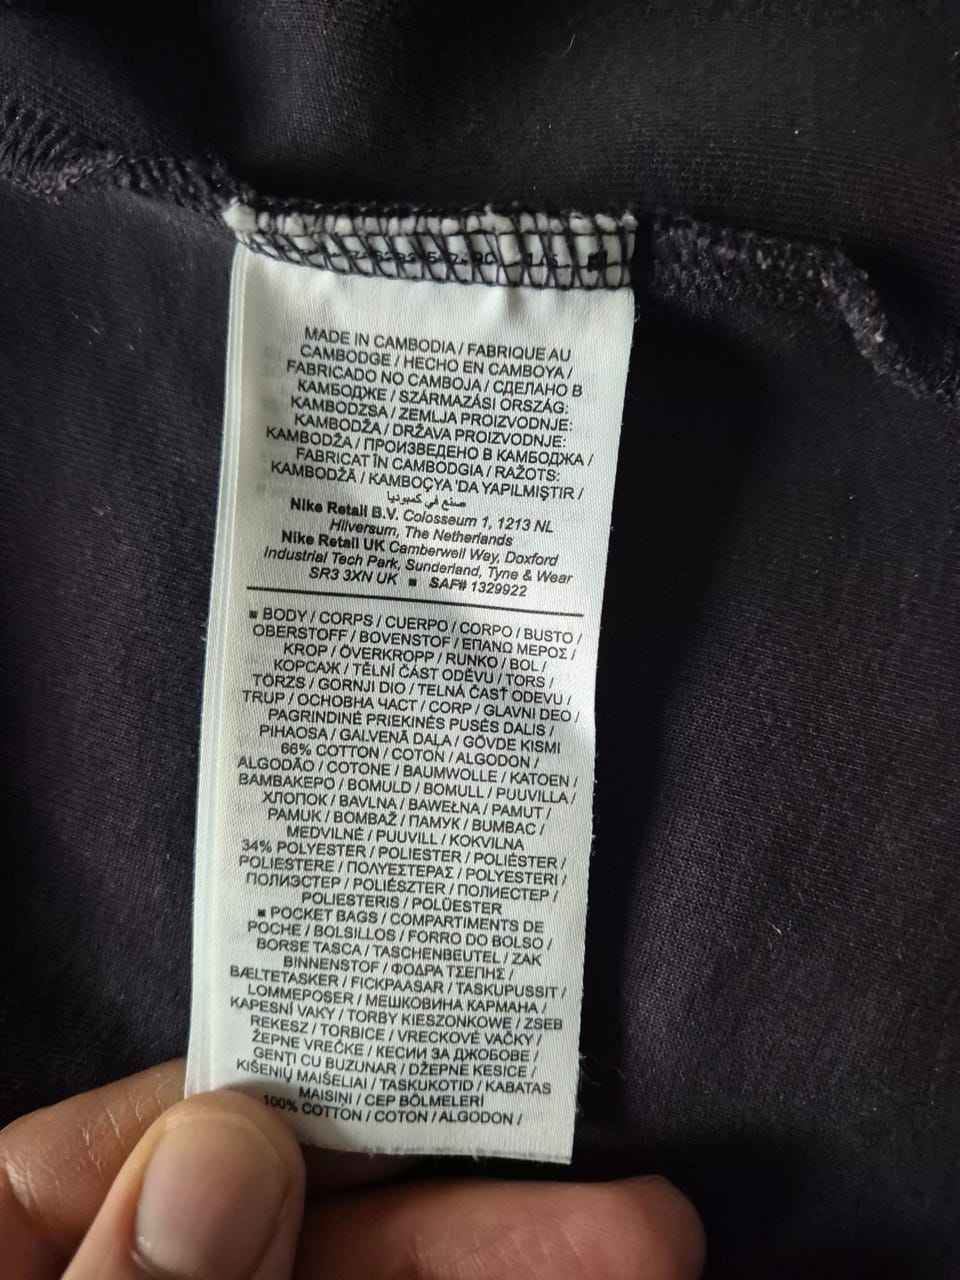 MADE IN CAMBODIA / FABRIQUE AU
CAMBODGE / HECHO EN CAMBOYA /
FABRICADO NO CAMBOJA / СДЕЛАНО В
КАМБОДЖЕ / SZÁRMAZÁSI ORSZÁG:
KAMBODZSA / ZEMLJA PROIZVODNJE:
KAMBODŽA / DRŽAVA PROIZVODNJE:
KAMBODŽA / ПРОИЗВЕДЕНО В КАМБОДЖА /
FABRICAT ÎN CAMBODGIA / RAŽOTS:
KAMBODŽĀ / KAMBOÇYA 'DA YAPILMIŞTIR /
صنع في كمبوديا
Nike Retail B.V. Colosseum 1, 1213 NL
Hilversum, The Netherlands
Nike Retail UK Camberwell Way, Doxford
Industrial Tech Park, Sunderland, Tyne & Wear
SR3 3XN UK ■ SAF# 1329922
■ BODY / CORPS / CUERPO / CORPO / BUSTO /
OBERSTOFF / BOVENSTOF / ΕΠΑΝΩ ΜΕΡΟΣ /
KROP / ÖVERKROPP / RUNKO / BOL /
КОРСАЖ / TĚLNÍ ČÁST ODĚVU / TORS /
TÖRZS / GORNJI DIO / TELNÁ ČASŤ ODEVU /
TRUP / ОСНОВНА ЧАСТ / CORP / GLAVNI DEO /
PAGRINDINĖ PRIEKINĖS PUSĖS DALIS /
PIHAOSA / GALVENĀ DAĻA / GÖVDE KISMI
66% COTTON / COTON / ALGODON /
ALGODÃO / COTONE / BAUMWOLLE / KATOEN /
ΒΑΜΒΑΚΕΡΟ / BOMULD / BOMULL / PUUVILLA /
ХЛОПОК / BAVLNA / BAWEŁNA / PAMUT /
PAMUK / BOMBAŽ / ПАМУК / BUMBAC /
MEDVILNĖ / PUUVILL / KOKVILNA
34% POLYESTER / POLIESTER / POLIÉSTER /
POLIESTERE / ΠΟΛΥΕΣΤΕΡΑΣ / POLYESTERI /
ПОЛИЭСТЕР / POLIÉSZTER / ПОЛИЕСТЕР /
POLIESTERIS / POLÜESTER
■ POCKET BAGS / COMPARTIMENTS DE
POCHE / BOLSILLOS / FORRO DO BOLSO /
BORSE TASCA / TASCHENBEUTEL / ZAK
BINNENSTOF / ΦΟΔΡΑ ΤΣΕΠΗΣ /
BÆLTETASKER / FICKPAASAR / TASKUPUSSIT /
LOMMEPOSER / МЕШКОВИНА КАРМАНА /
KAPESNÍ VAKY / TORBY KIESZONKOWE / ZSEB
REKESZ / TORBICE / VRECKOVÉ VAČKY /
ŽEPNE VREČKE / КЕСИИ ЗА ДЖОБОВЕ /
GENŢI CU BUZUNAR / DŽEPNE KESICE /
KIŠENIŲ MAIŠELIAI / TASKUKOTID / KABATAS
MAISIŅI / CEP BÖLMELERİ
100% COTTON / COTON / ALGODON /